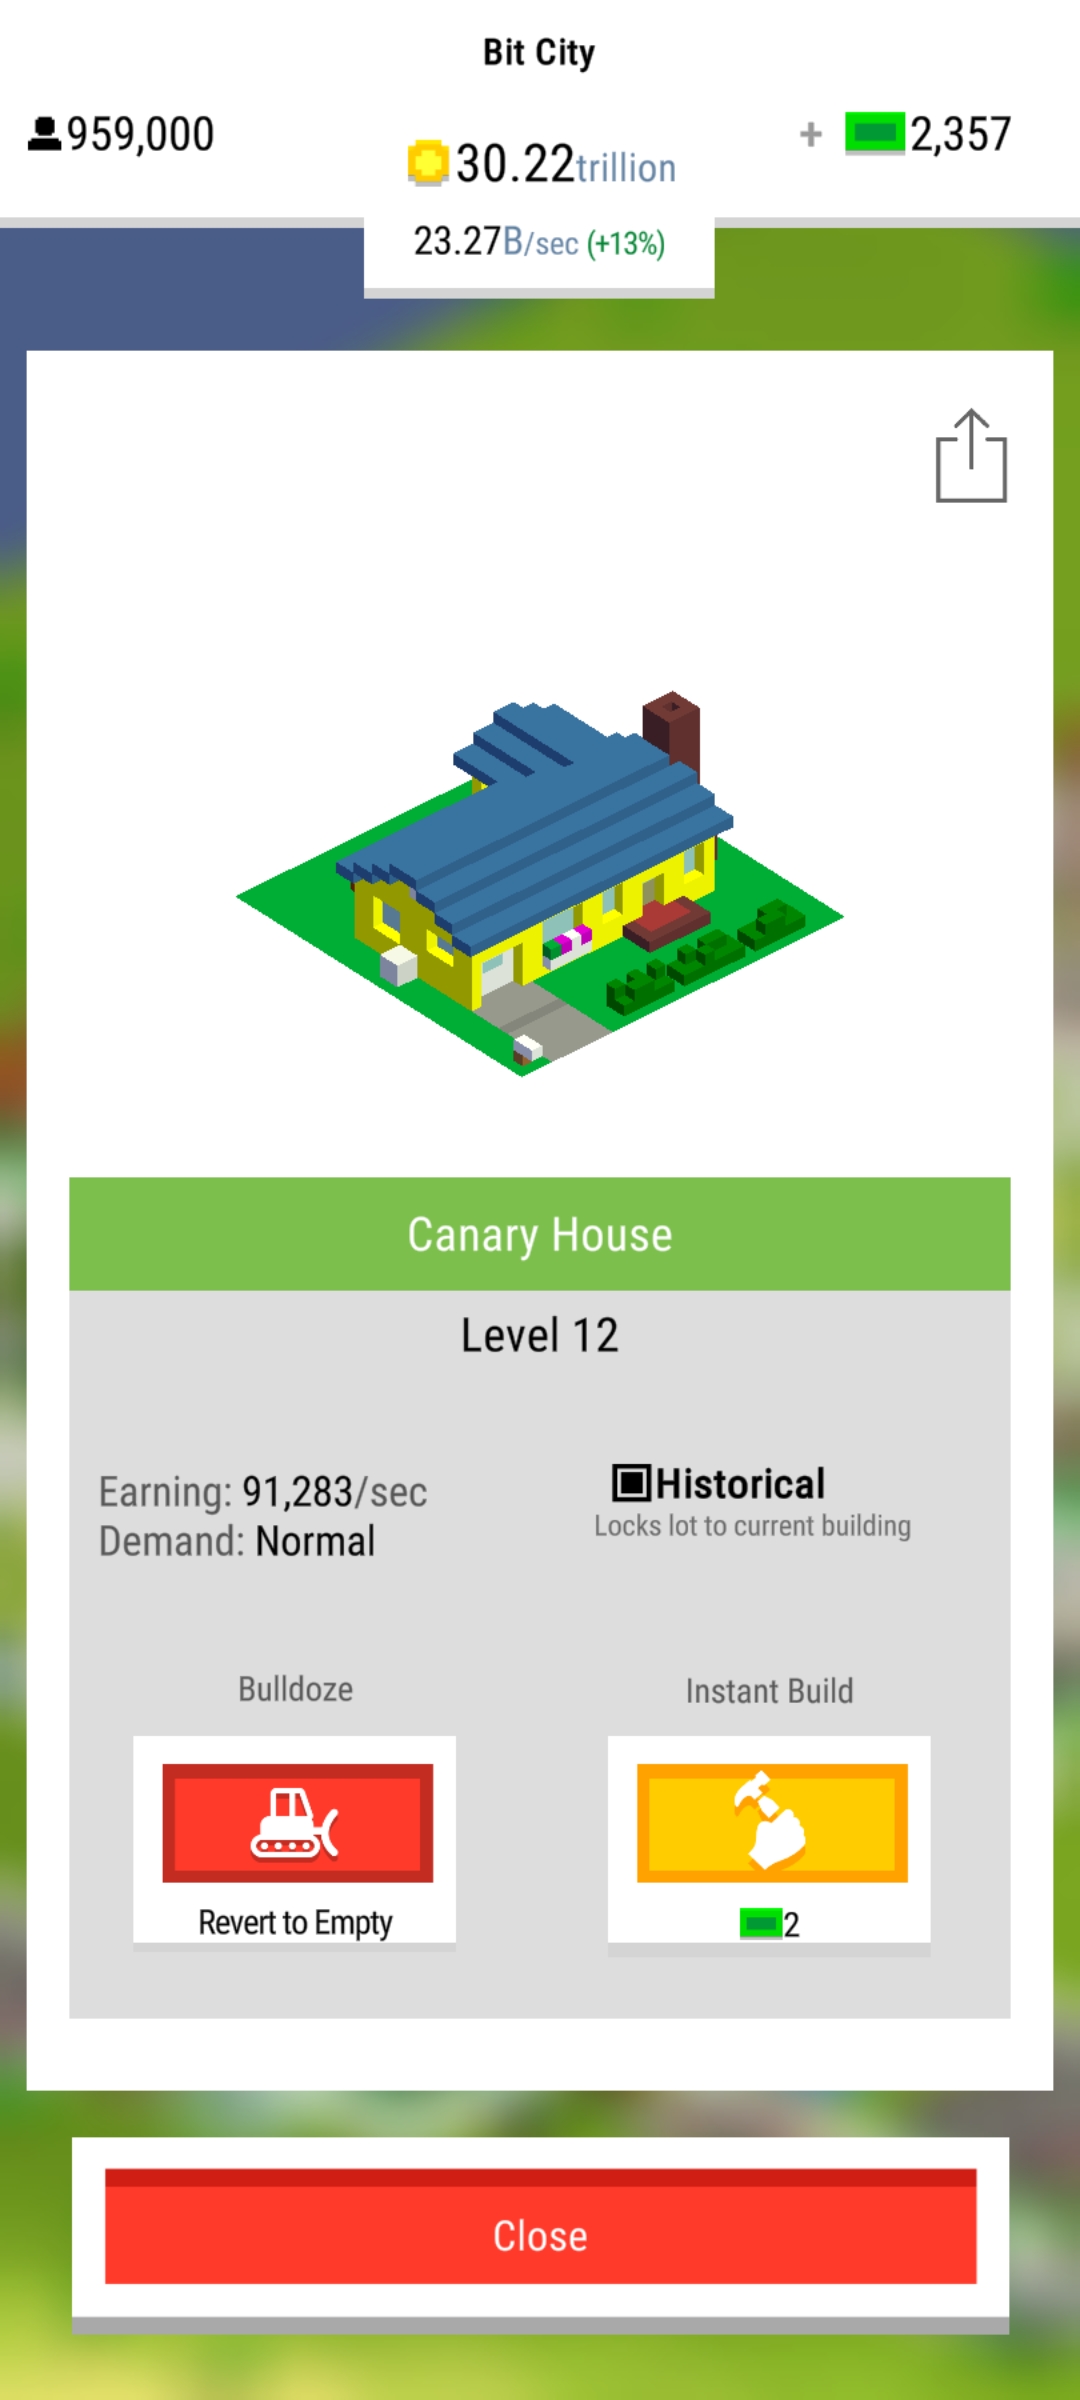 Bit City
959,000
30.22trillion
+ 2,357
23.27B/sec (+13%)
Canary House
Level 12
Earning: 91,283/sec
Demand: Normal
Historical
Locks lot to current building
Bulldoze
Revert to Empty
Instant Build
2
Close